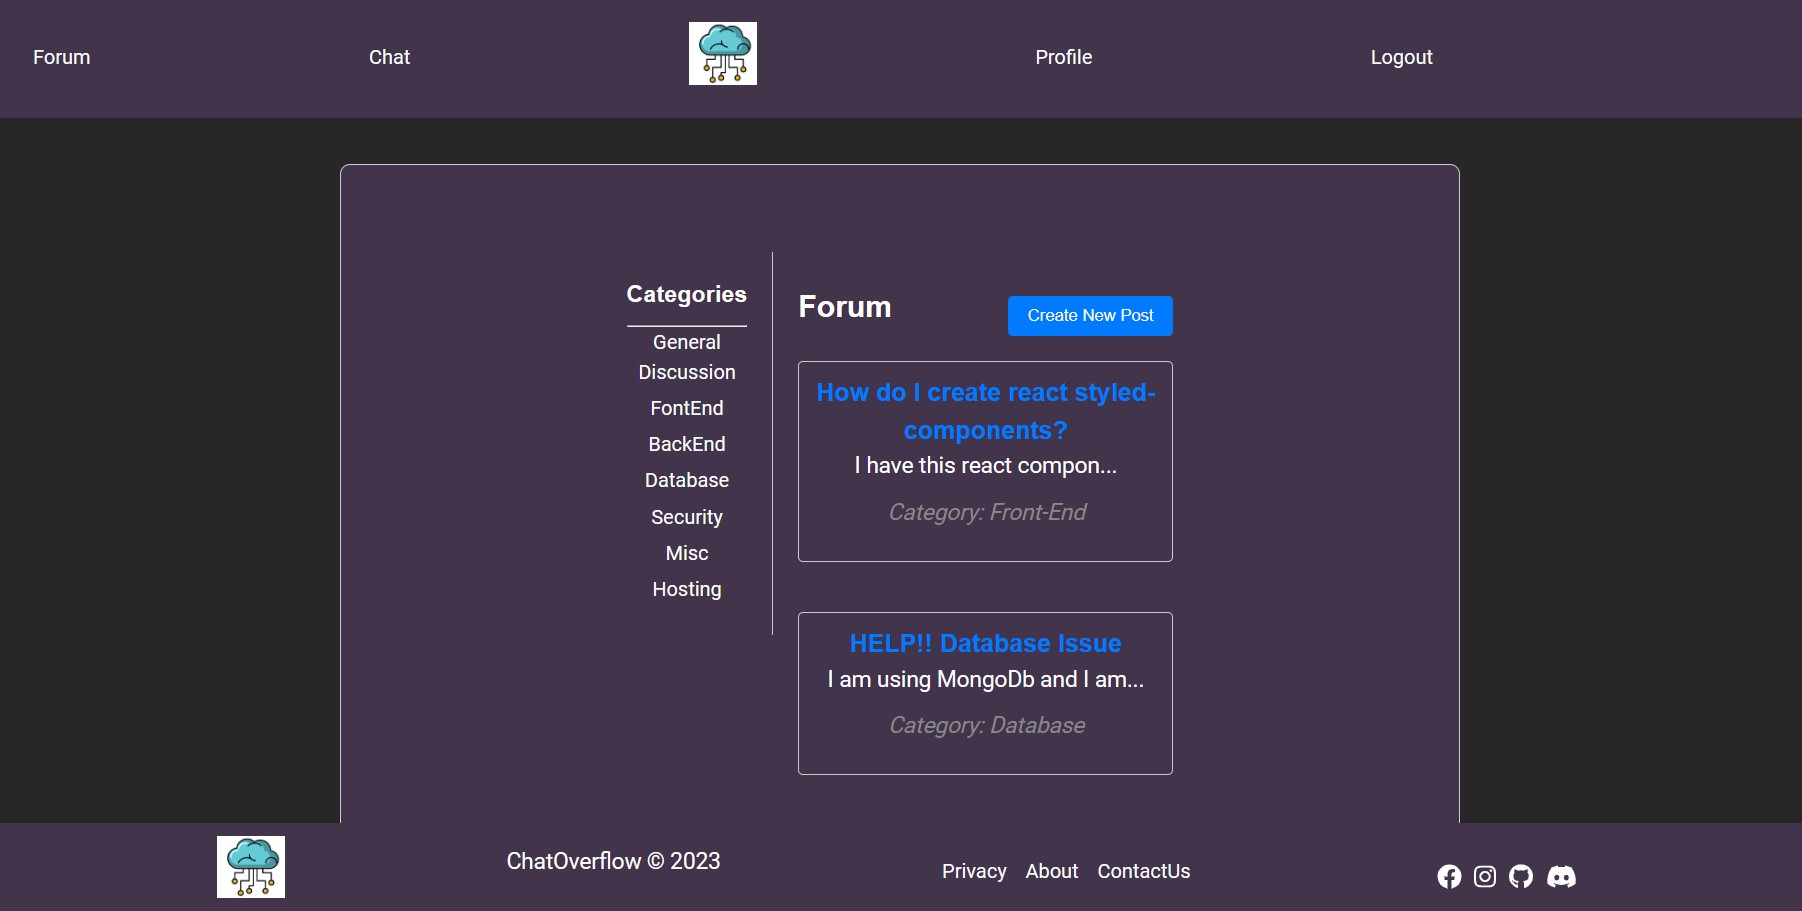 Forum
Chat
Profile
Logout
Categories
General
Discussion
FontEnd
BackEnd
Database
Security
Misc
Hosting
Forum
Create New Post
How do I create react styled-
components?
I have this react compon...
Category: Front-End
HELP!! Database Issue
I am using MongoDb and I am...
Category: Database
ChatOverflow © 2023
Privacy
About
ContactUs